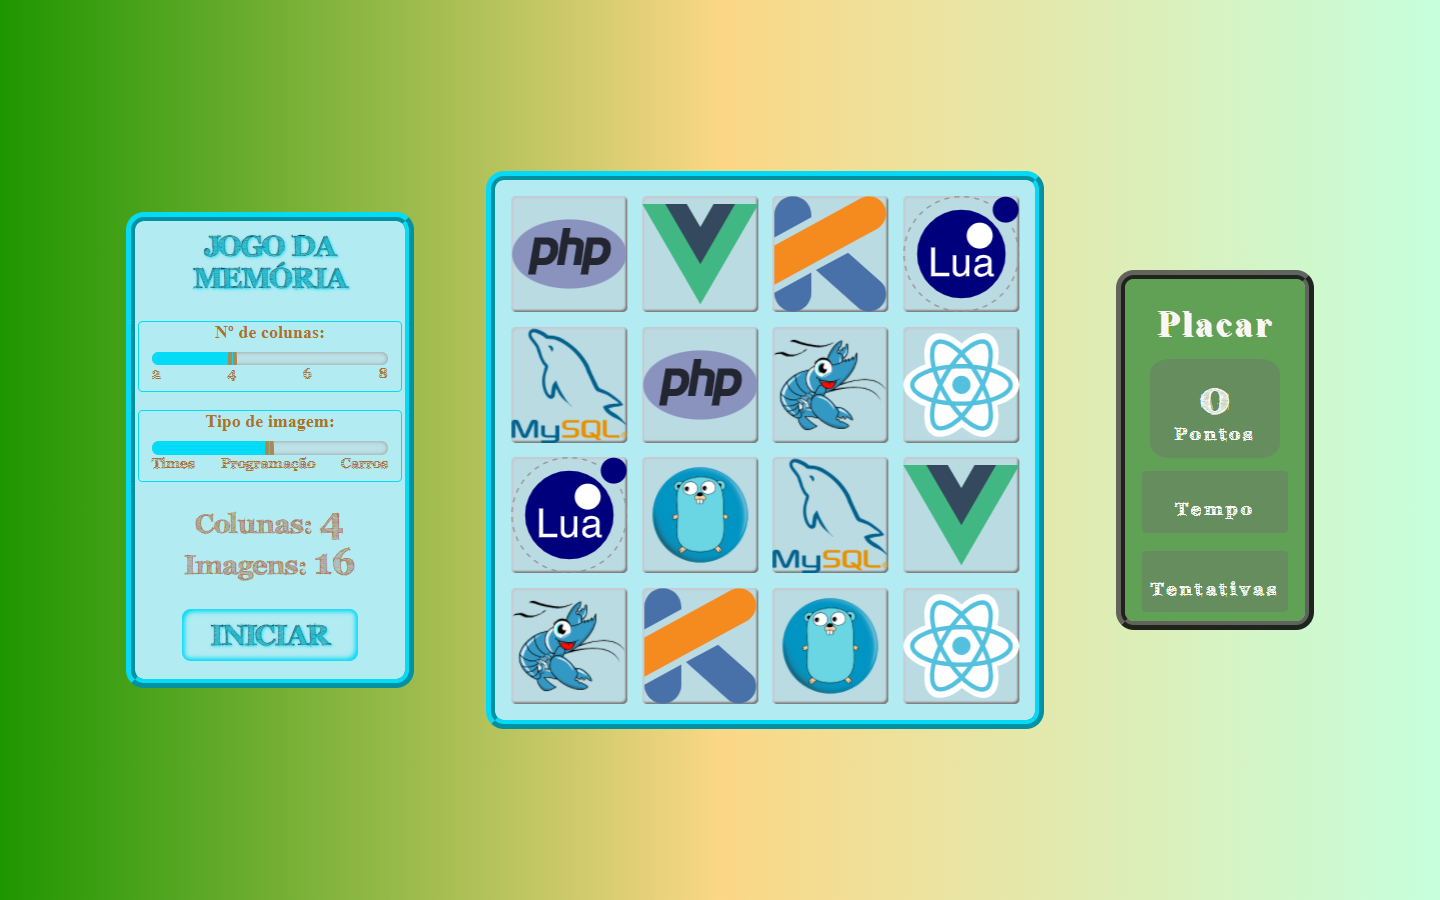 JOGO DA
MEMÓRIA
Nº de colunas:
2 4 6 8
Tipo de imagem:
Times Programação Carros
Colunas: 4
Imagens: 16
INICIAR
php
Lua
MySQL
php
Lua
MySQL
Placar
0
Pontos
Tempo
Tentativas